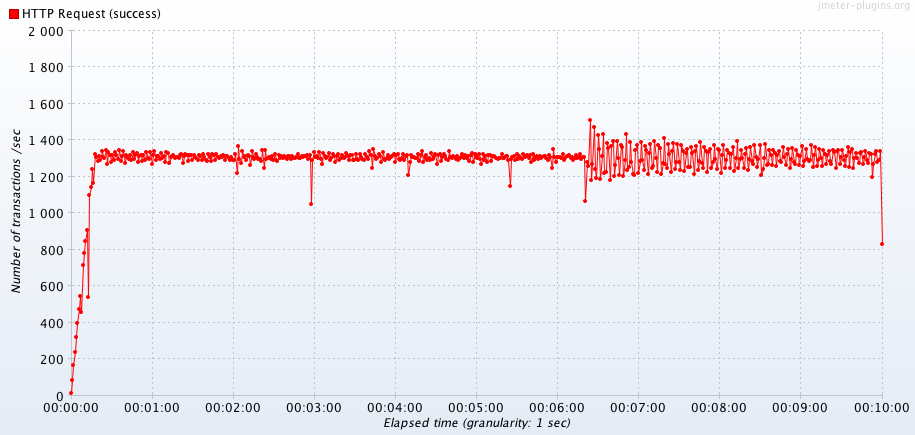 jmeter-plugins.org
HTTP Request (success)
2 000
1 800
1 600
1 400
1 200
1 000
800
600
400
200
0
Number of transactions /sec
00:00:00 00:01:00 00:02:00 00:03:00 00:04:00 00:05:00 00:06:00 00:07:00 00:08:00 00:09:00 00:10:00
Elapsed time (granularity: 1 sec)